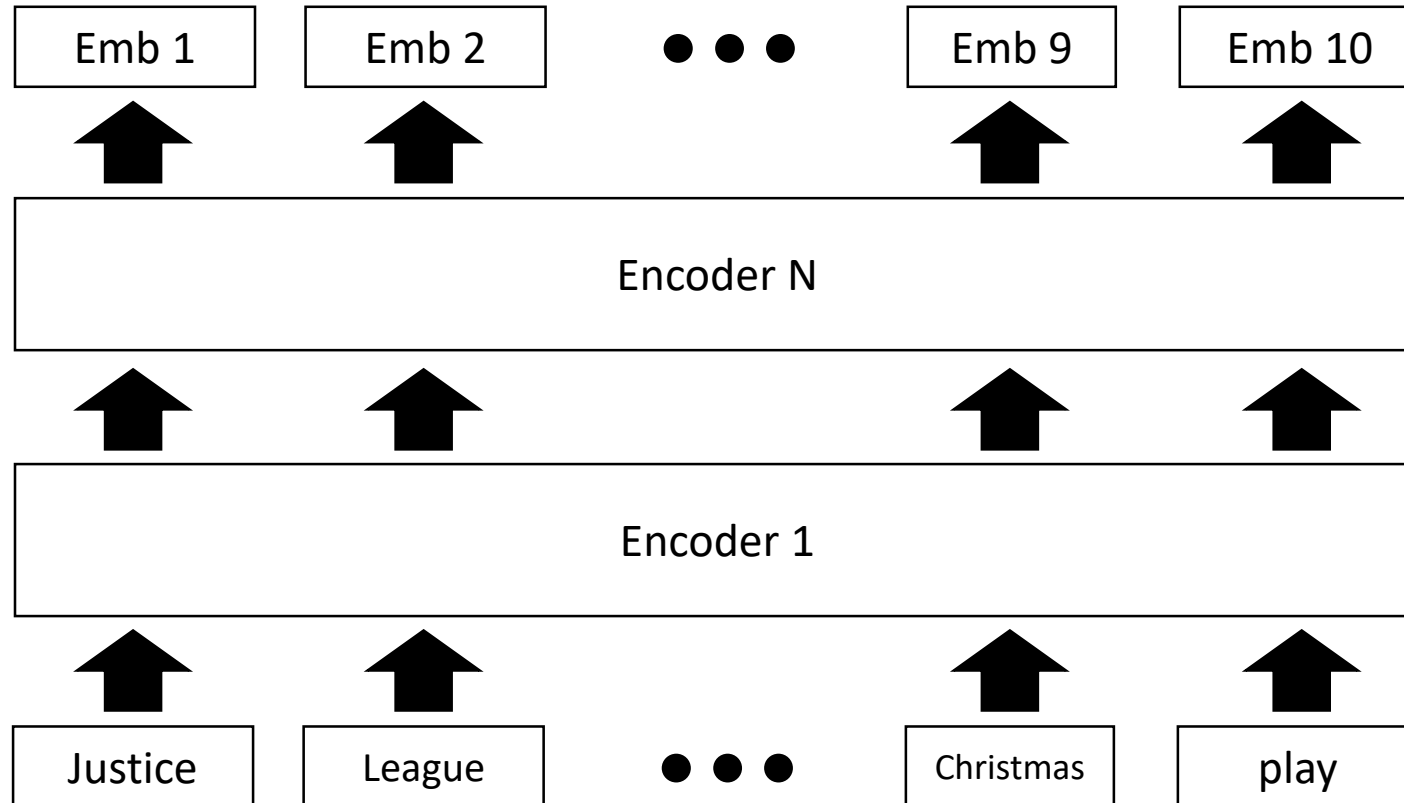 Emb 1 Emb 2 Emb 9 Emb 10
Encoder N
Encoder 1
Justice League Christmas play